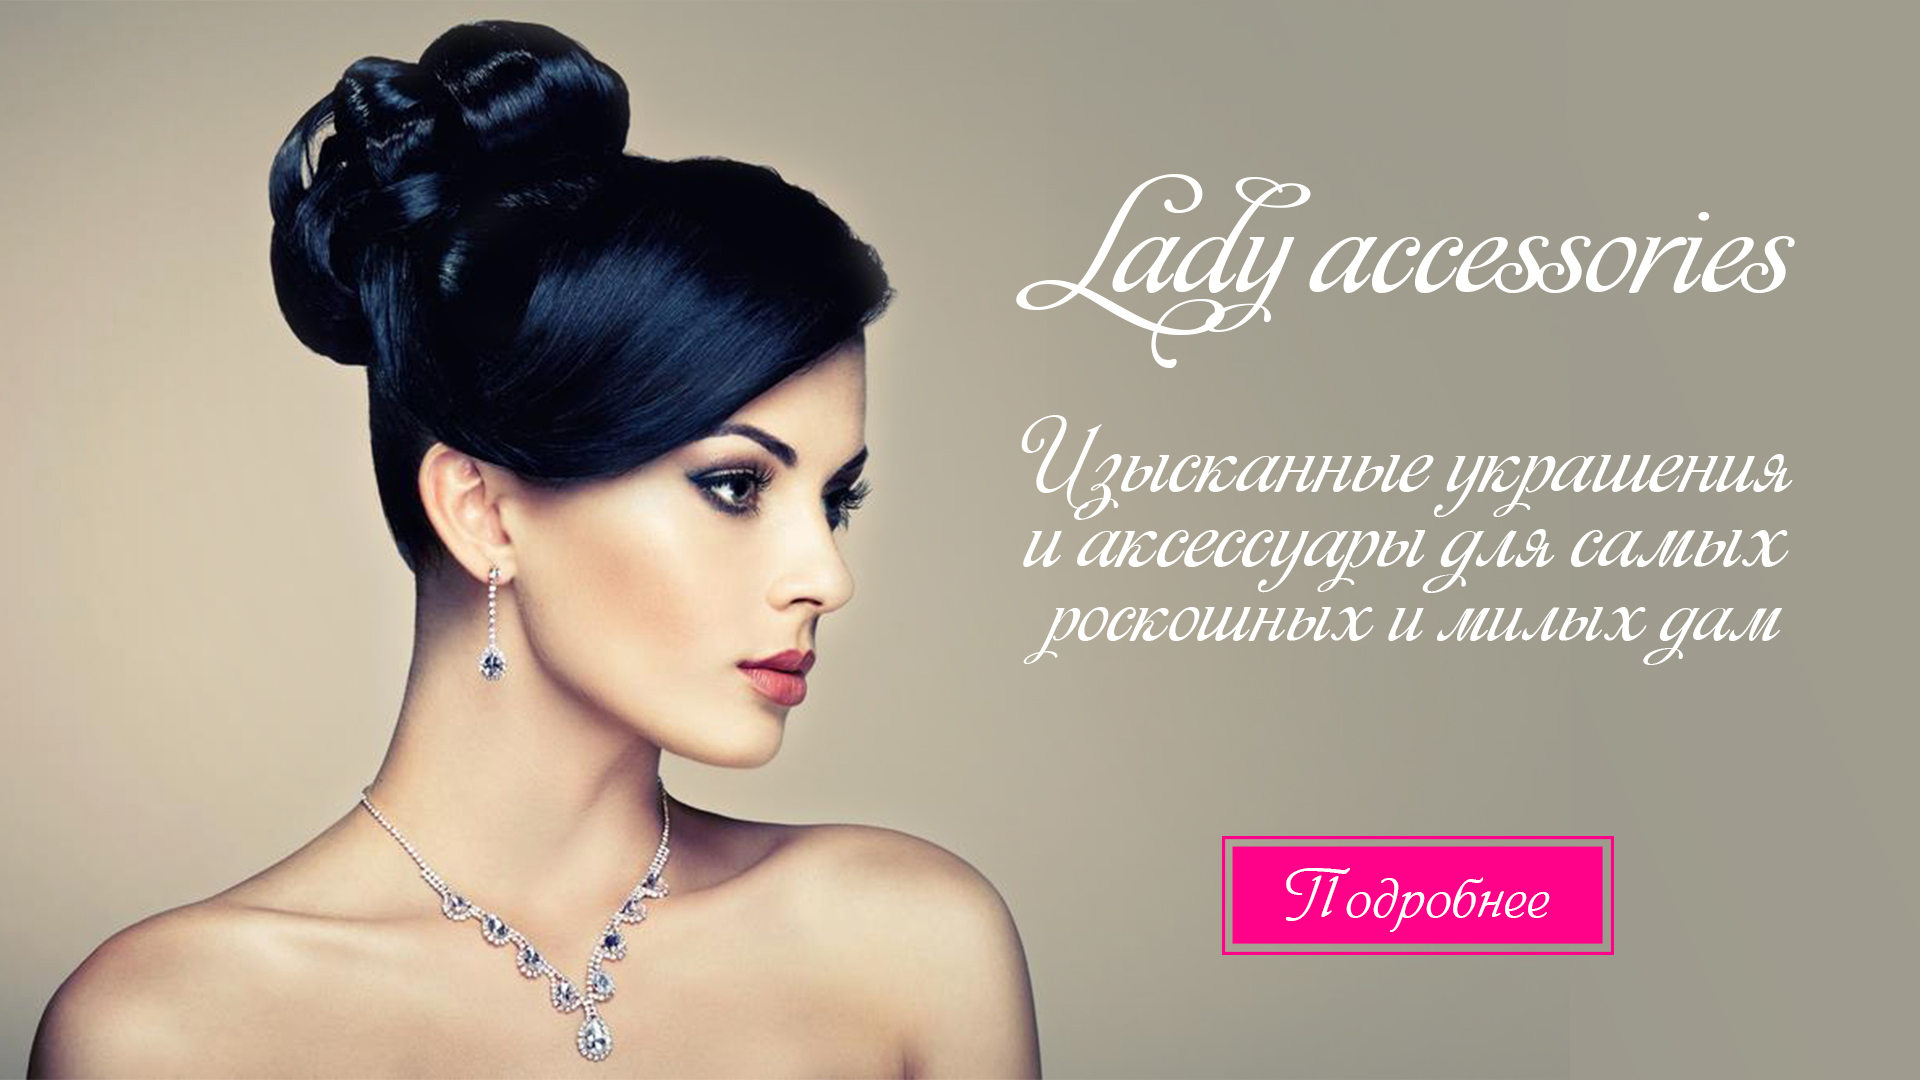 Lady accessories
Изысканные украшения
и аксессуары для самых
роскошных и милых дам
Подробнее